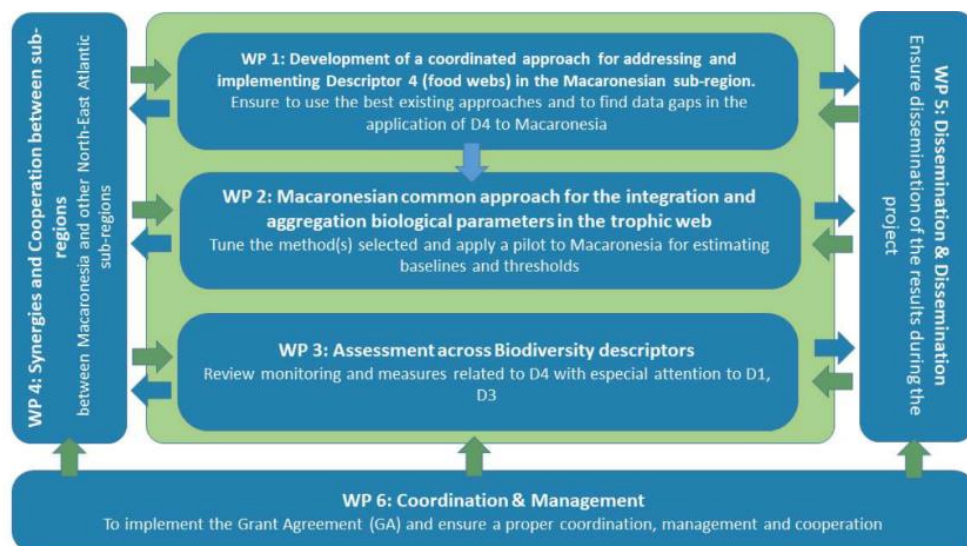 WP 4: Synergies and Cooperation between sub-
regions
between Macaronesia and other North-East Atlantic
sub-regions
WP 1: Development of a coordinated approach for addressing and
implementing Descriptor 4 (food webs) in the Macaronesian sub-region.
Ensure to use the best existing approaches and to find data gaps in the
application of D4 to Macaronesia
WP 2: Macaronesian common approach for the integration and
aggregation biological parameters in the trophic web
Tune the method(s) selected and apply a pilot to Macaronesia for estimating
baselines and thresholds
WP 3: Assessment across Biodiversity descriptors
Review monitoring and measures related to D4 with especial attention to D1,
D3
WP 5: Dissemination & Dissemination
Ensure dissemination of the results during the
project
WP 6: Coordination & Management
To implement the Grant Agreement (GA) and ensure a proper coordination, management and cooperation